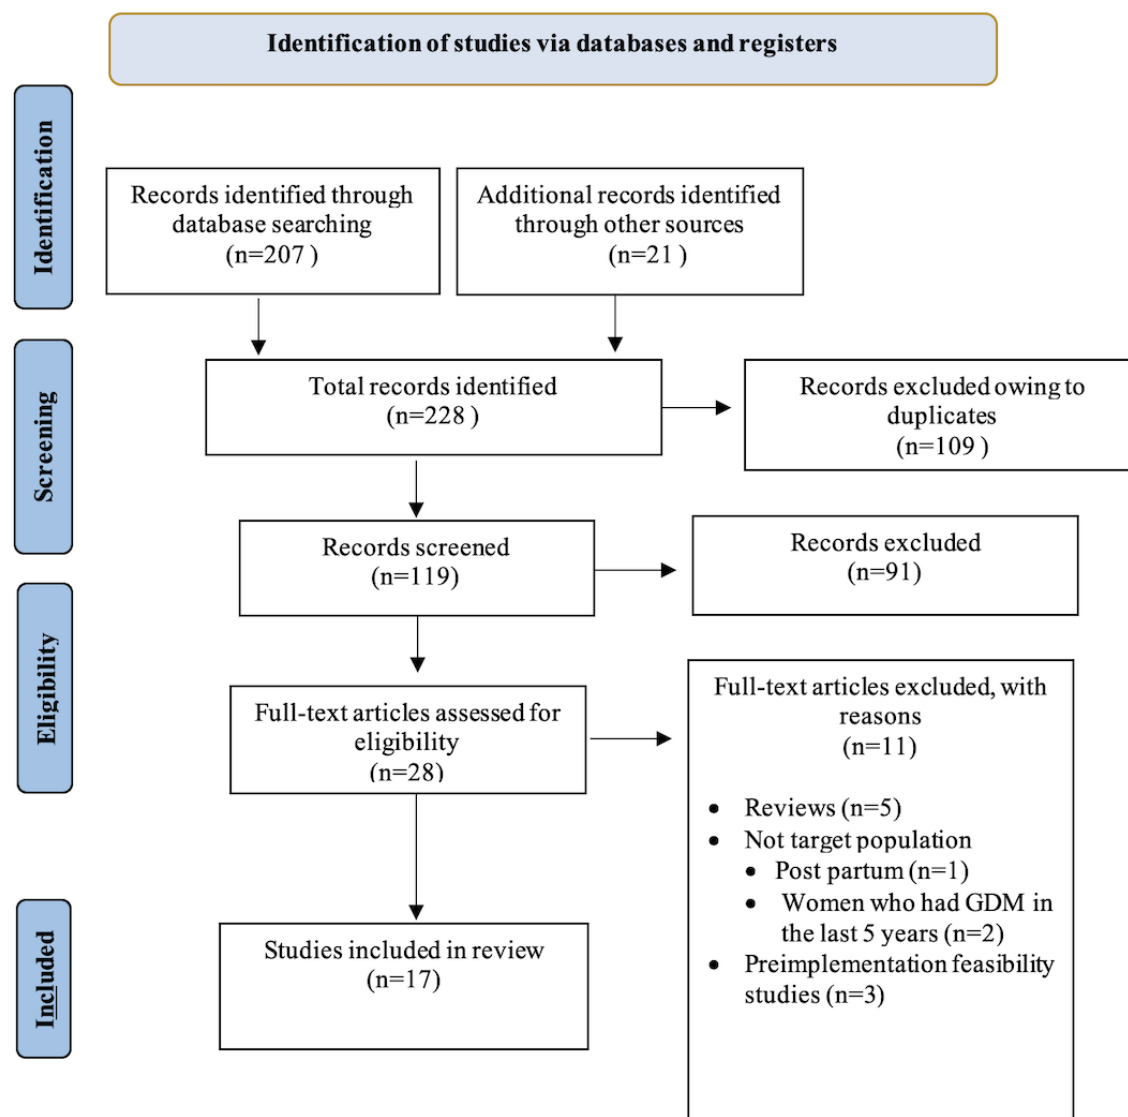 Identification of studies via databases and registers
Identification
Records identified through
database searching
(n=207 )
Additional records identified
through other sources
(n=21 )
Screening
Total records identified
(n=228 )
Records excluded owing to
duplicates
(n=109 )
Records screened
(n=119)
Records excluded
(n=91)
Eligibility
Full-text articles assessed for
eligibility
(n=28)
Full-text articles excluded, with
reasons
(n=11)
• Reviews (n=5)
• Not target population
• Post partum (n=1)
• Women who had GDM in
the last 5 years (n=2)
• Preimplementation feasibility
studies (n=3)
Included
Studies included in review
(n=17)